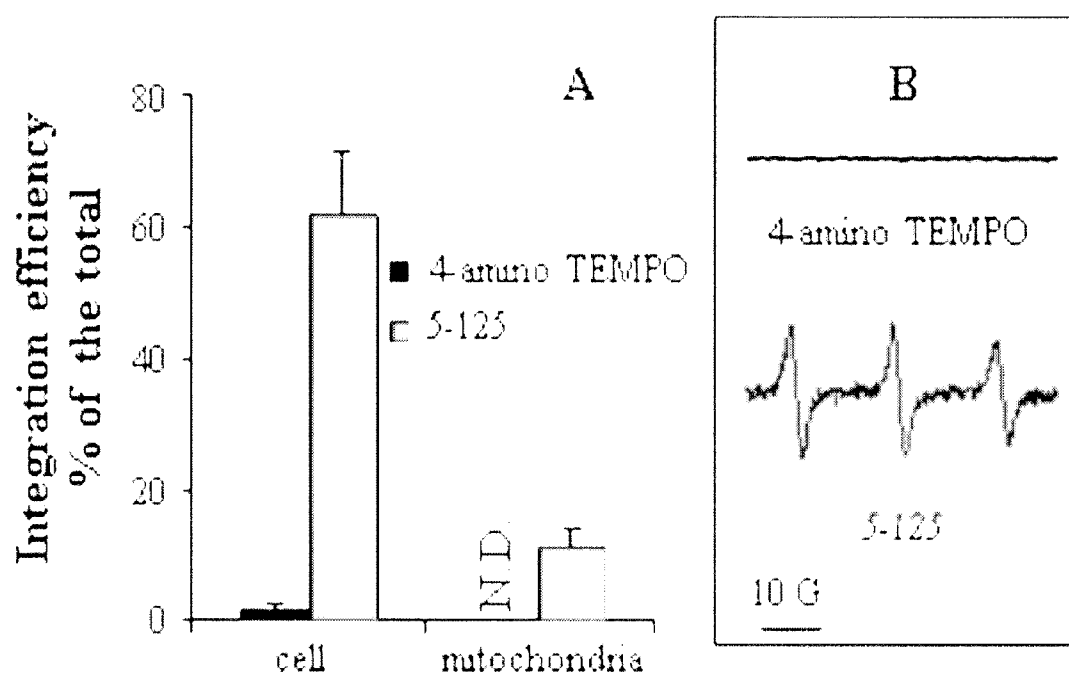 Integration efficiency
% of the total
A
80
60
40
20
0
4-amino TEMPO
5-125
N.D.
cell
mitochondria
B
4-amino TEMPO
5-125
10 G